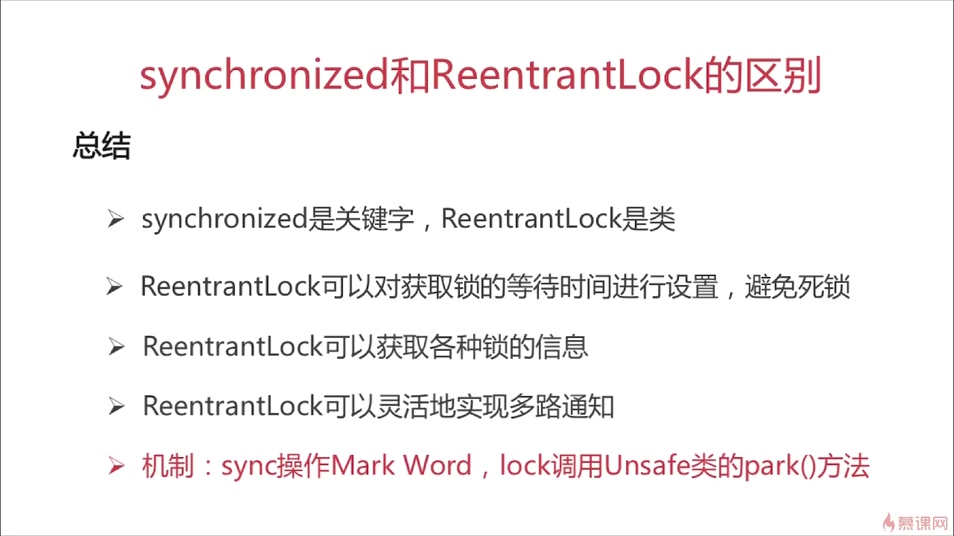 synchronized和ReentrantLock的区别
总结
➢ synchronized是关键字，ReentrantLock是类
➢ ReentrantLock可以对获取锁的等待时间进行设置，避免死锁
➢ ReentrantLock可以获取各种锁的信息
➢ ReentrantLock可以灵活地实现多路通知
➢ 机制：sync操作Mark Word，lock调用Unsafe类的park()方法
慕课网